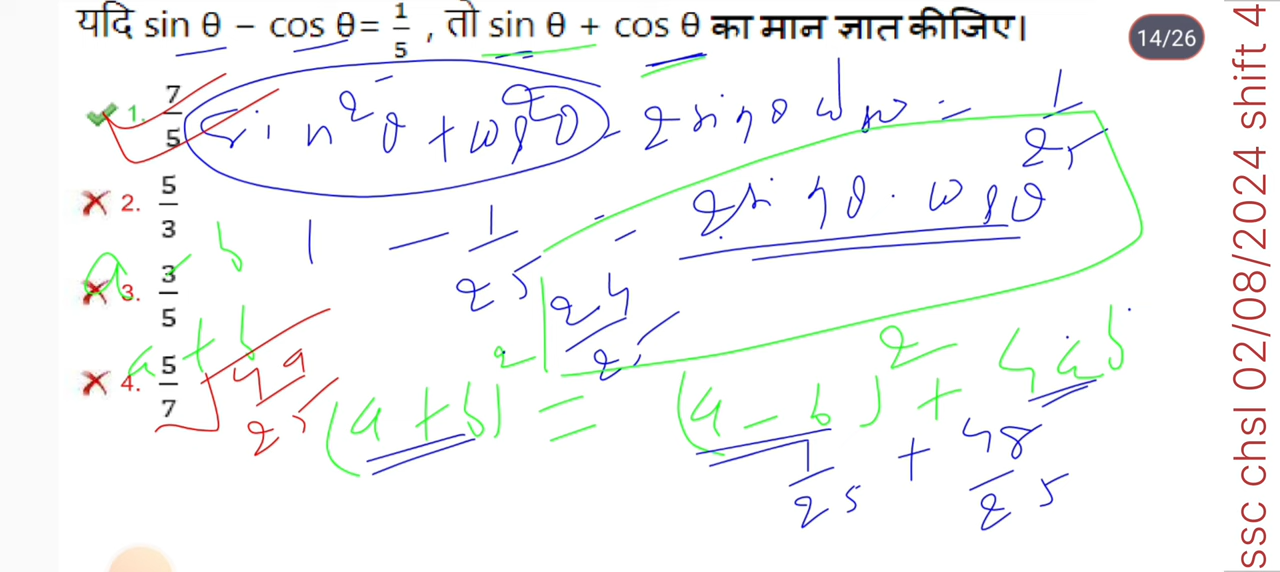 यदि sin θ − cos θ= 1/5 , तो sin θ + cos θ का मान ज्ञात कीजिए।
14/26
1. 7/5
sin²θ + cos²θ - 2 sinθ cosθ = 1/25
2. 5/3
1 - 1/25 = 2 sinθ . cosθ
a - b
24/25
3. 3/5
a + b
4. 5/7
√49/25
(a + b)² = (a - b)² + 4ab
1/25 + 48/25
ssc chsl 02/08/2024 shift 4